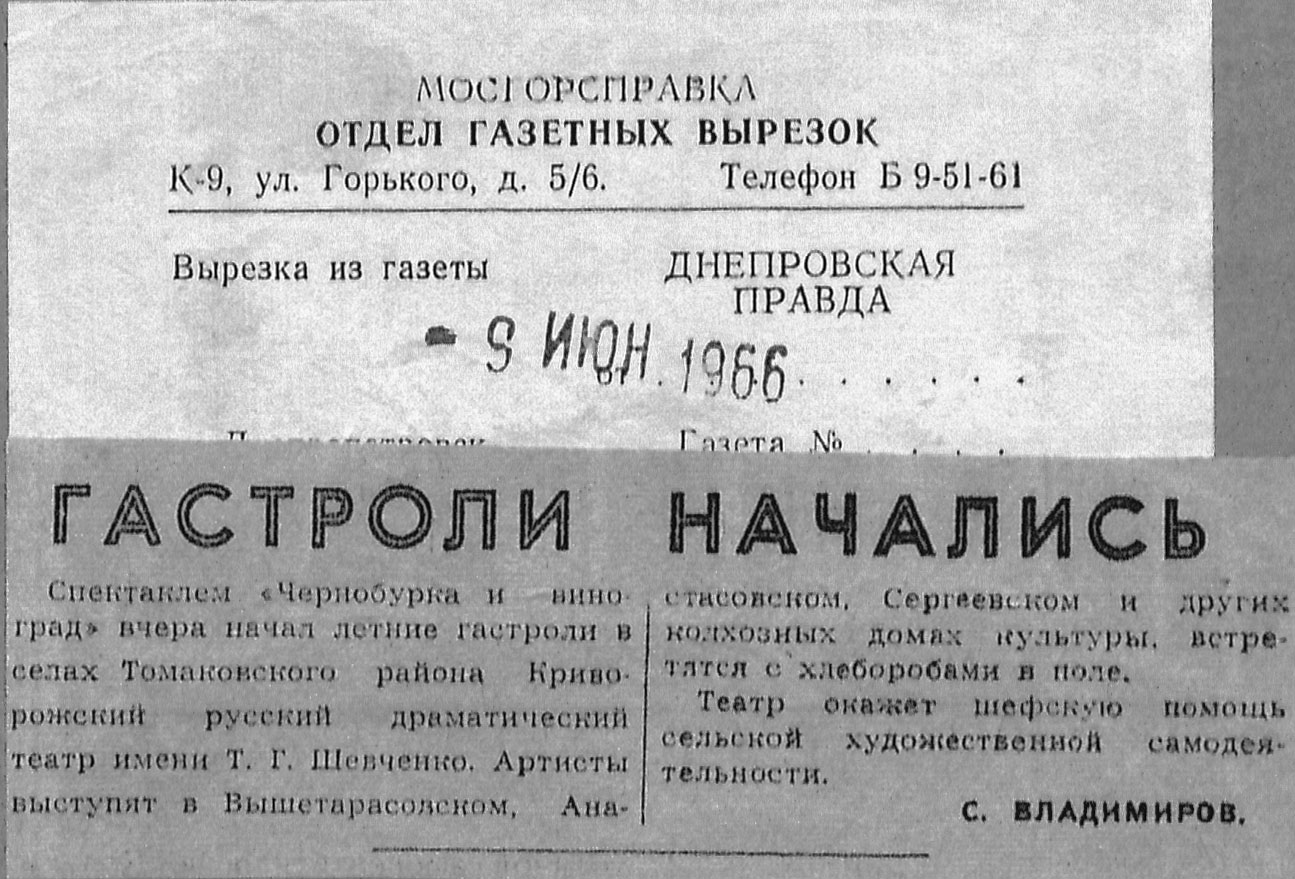 МОСГОРСПРАВКА
ОТДЕЛ ГАЗЕТНЫХ ВЫРЕЗОК
К-9, ул. Горького, д. 5/6. Телефон Б 9-51-61
Вырезка из газеты
ДНЕПРОВСКАЯ
ПРАВДА
- 9 ИЮН. 1966 . . . . . .
Газета № . . . .
ГАСТРОЛИ НАЧАЛИСЬ
Спектаклем «Чернобурка и вино-
град» вчера начал летние гастроли в
селах Томаковского района Криво-
рожский русский драматический
театр имени Т. Г. Шевченко. Артисты
выступят в Вышетарасовском, Ана-
стасовском, Сергеевском и других
колхозных домах культуры, встре-
тятся с хлеборобами в поле.
Театр окажет шефскую помощь
сельской художественной самодея-
тельности.
С. ВЛАДИМИРОВ.